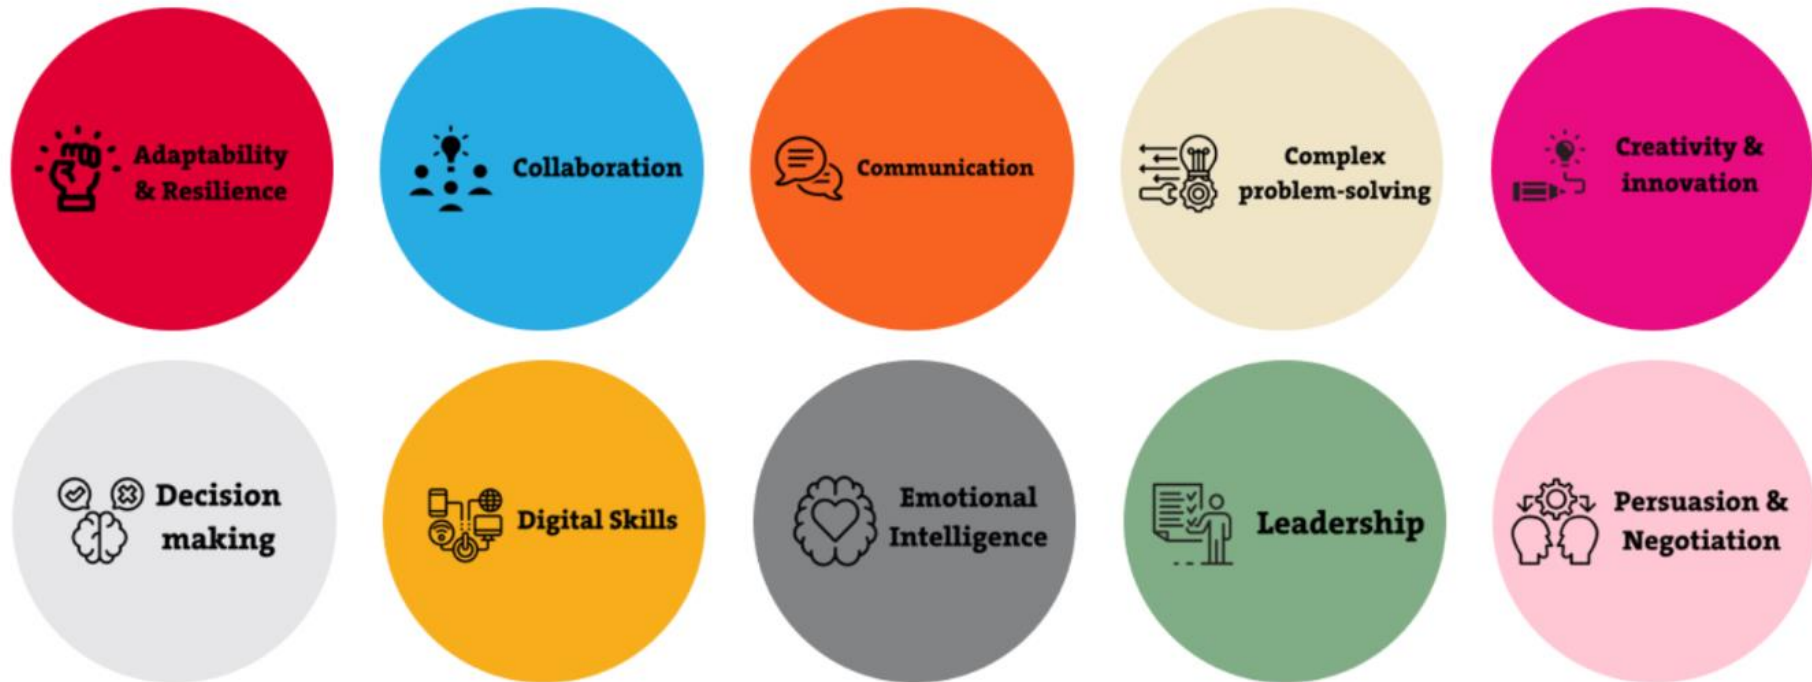 Adaptability
& Resilience
Collaboration
Communication
Complex
problem-solving
Creativity &
innovation
Decision
making
Digital Skills
Emotional
Intelligence
Leadership
Persuasion &
Negotiation